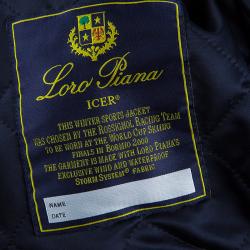 Loro Piana
ICER®
THIS WINTER SPORTS JACKET
WAS CHOSEN BY THE ROSSIGNOL RACING TEAM
TO BE WORN AT THE WORLD CUP SKIING
FINALS IN BORMIO 2000
THE GARMENT IS MADE WITH LORO PIANA'S
EXCLUSIVE WIND AND WATERPROOF
STORM SYSTEM® FABRIC
NAME
DATE